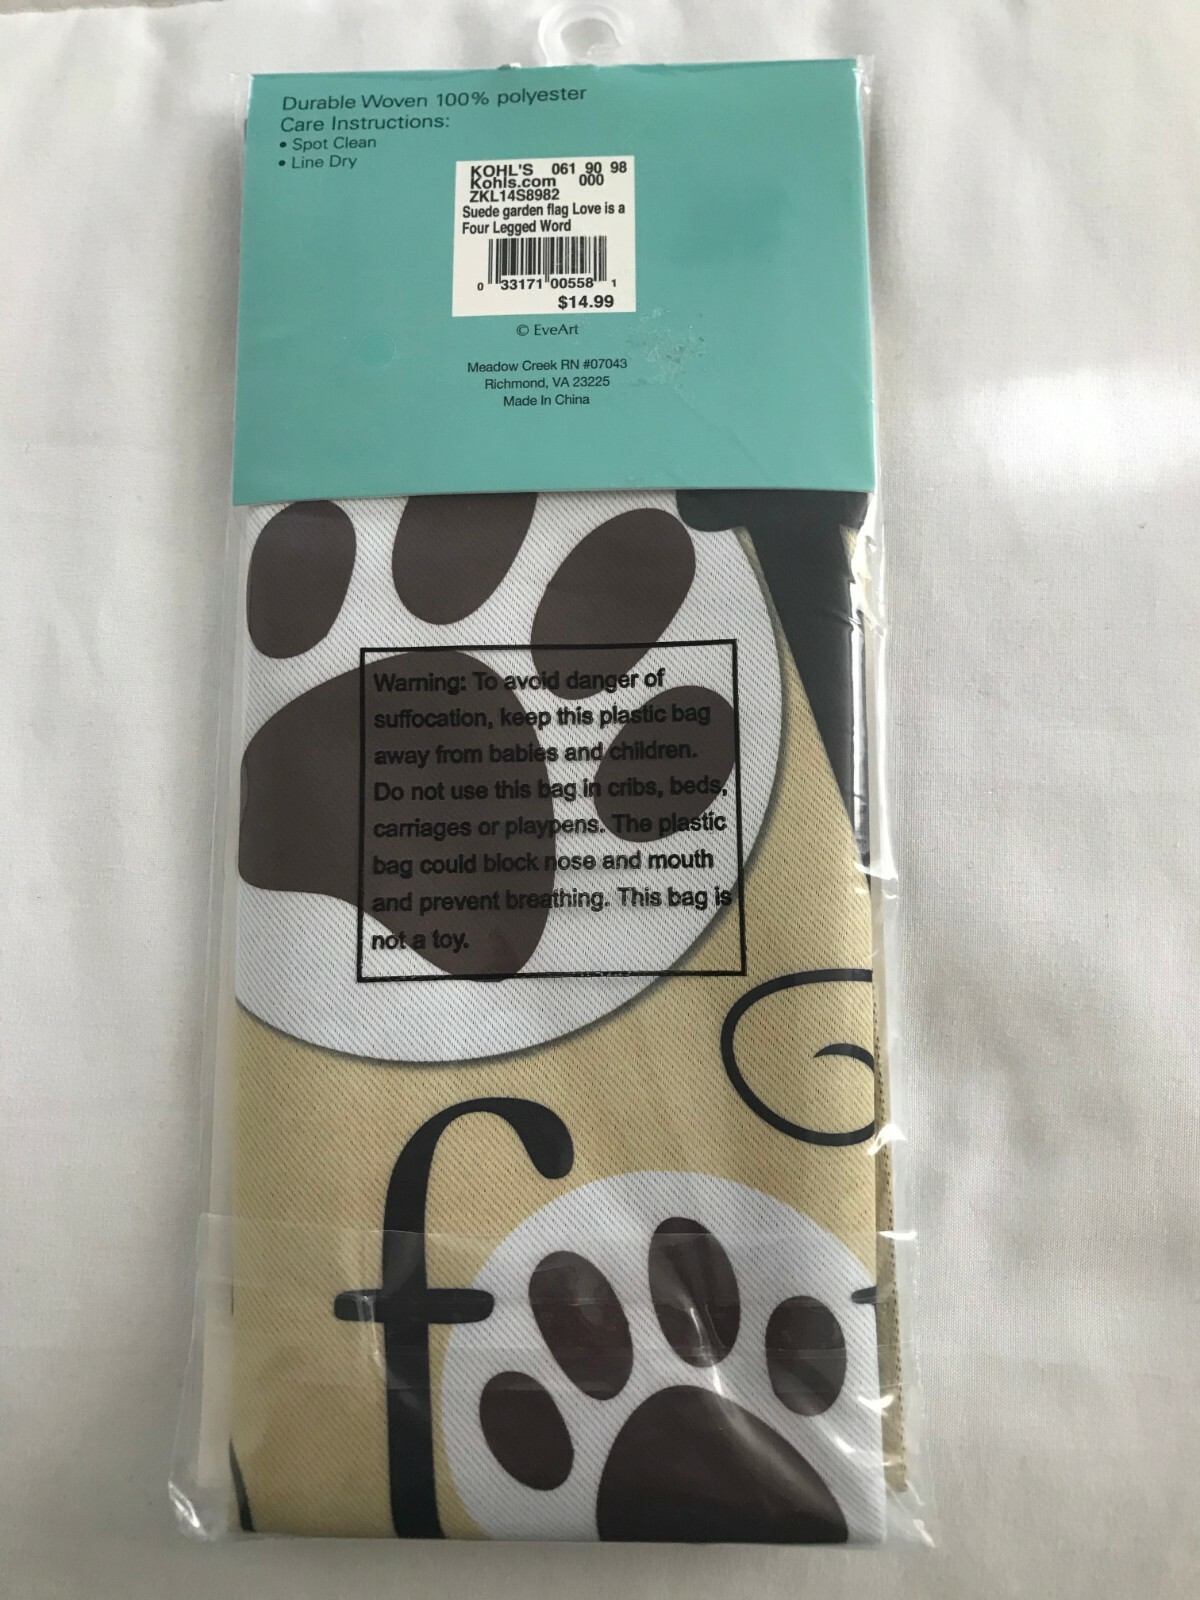 Durable Woven 100% polyester
Care Instructions:
• Spot Clean
• Line Dry
KOHL'S 061 90 98
Kohls.com 000
ZKL14S8982
Suede garden flag Love is a
Four Legged Word
0 33171 00558 1
$14.99
© EveArt
Meadow Creek RN #07043
Richmond, VA 23225
Made In China
Warning: To avoid danger of
suffocation, keep this plastic bag
away from babies and children.
Do not use this bag in cribs, beds,
carriages or playpens. The plastic
bag could block nose and mouth
and prevent breathing. This bag is
not a toy.
f